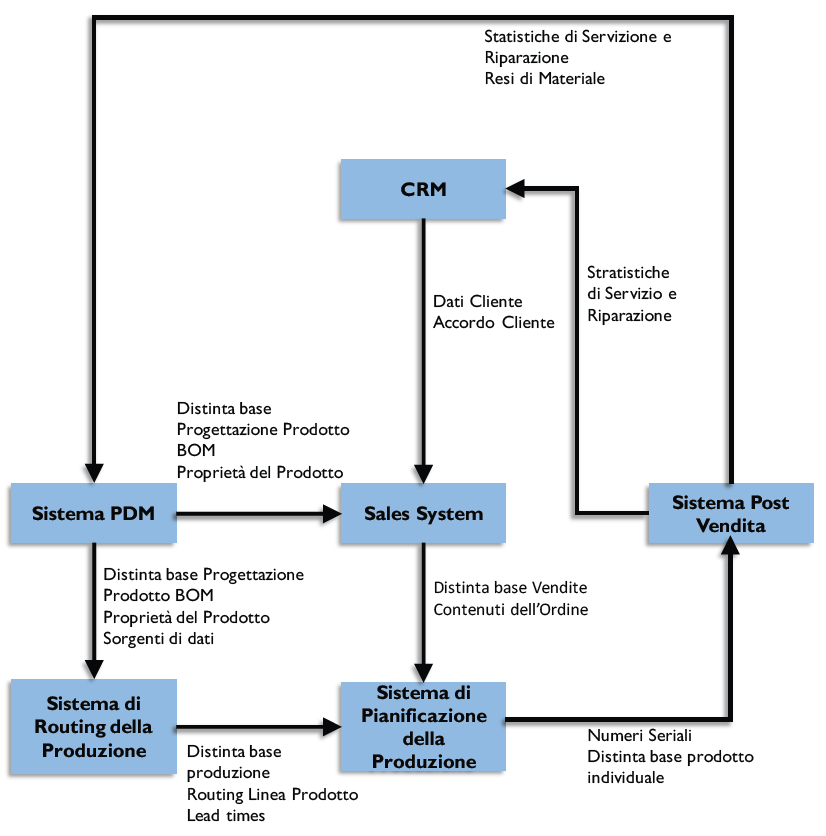 Statistiche di Servizione e
Riparazione
Resi di Materiale
CRM
Stratistiche
di Servizio e
Riparazione
Dati Cliente
Accordo Cliente
Distinta base
Progettazione Prodotto
BOM
Proprietà del Prodotto
Sistema PDM
Sales System
Sistema Post
Vendita
Distinta base Progettazione
Prodotto BOM
Proprietà del Prodotto
Sorgenti di dati
Distinta base Vendite
Contenuti dell'Ordine
Sistema di
Routing della
Produzione
Sistema di
Pianificazione
della
Produzione
Numeri Seriali
Distinta base prodotto
individuale
Distinta base
produzione
Routing Linea Prodotto
Lead times